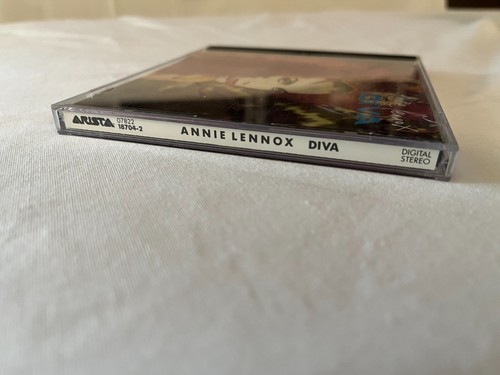 ARISTA
07822
18704-2
ANNIE LENNOX DIVA
DIGITAL
STEREO